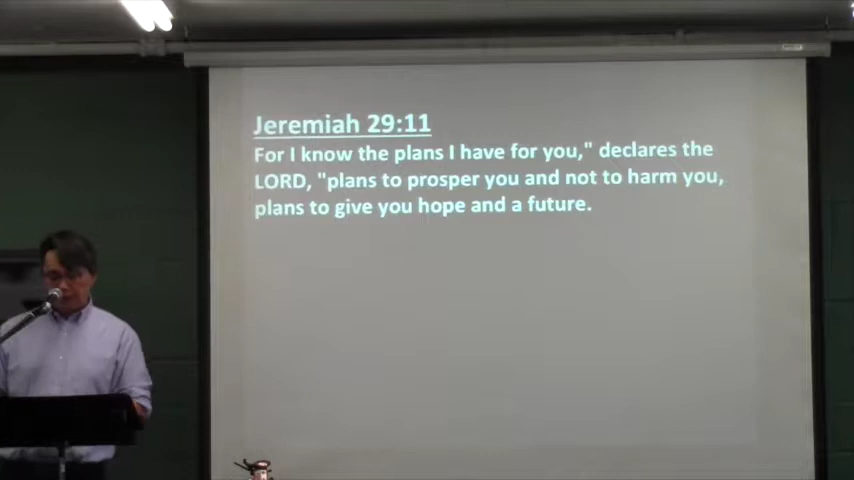 Jeremiah 29:11
For I know the plans I have for you," declares the
LORD, "plans to prosper you and not to harm you,
plans to give you hope and a future.